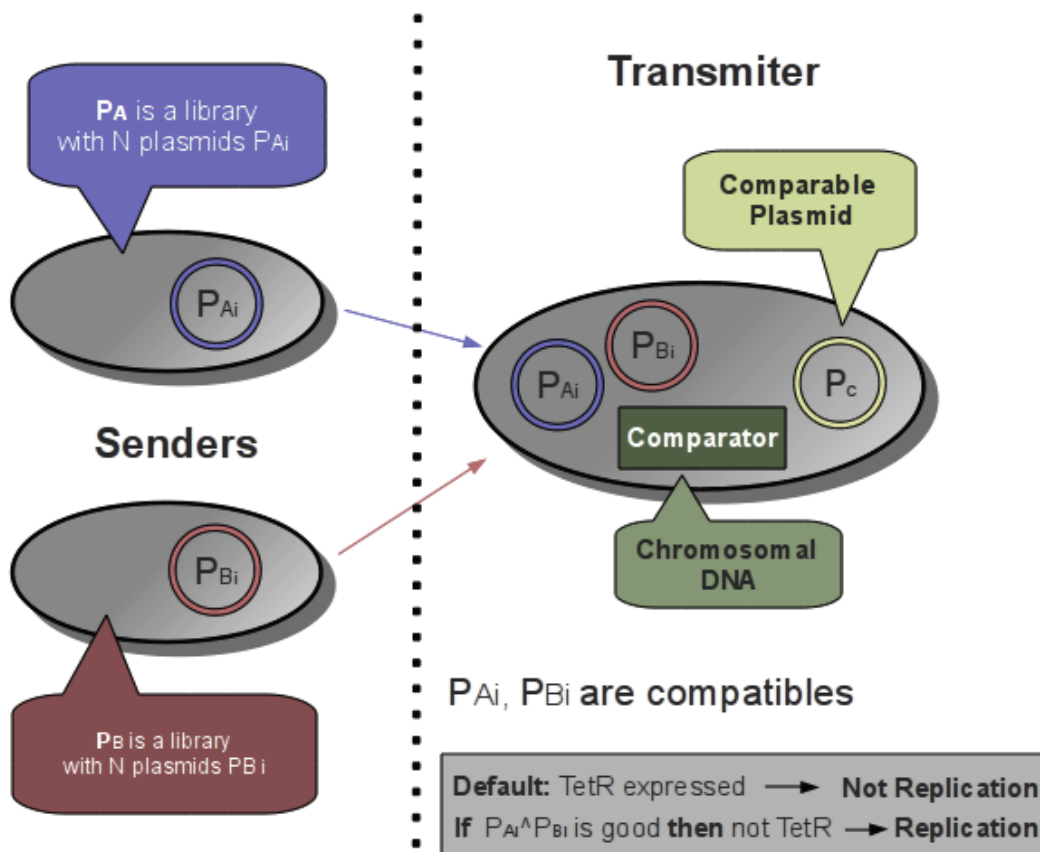 PA is a library
with N plasmids PAi
PAi
Senders
PBi
PB is a library
with N plasmids PB i
Transmiter
Comparable
Plasmid
PAi
PBi
Pc
Comparator
Chromosomal
DNA
PAi, PBi are compatibles
Default: TetR expressed → Not Replication
If PAi^PBi is good then not TetR → Replication